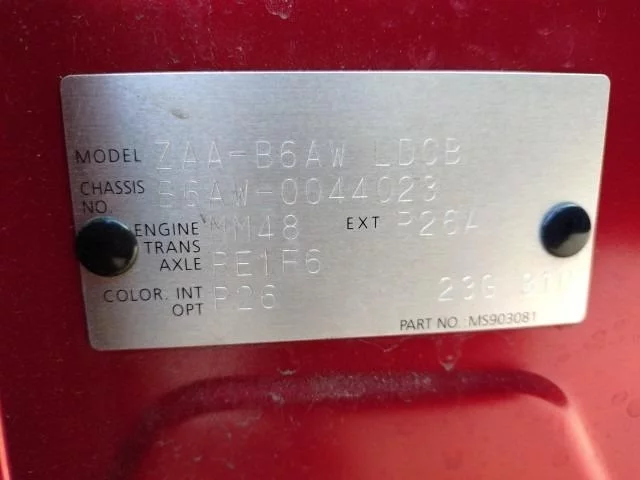 MODEL ZAA-B6AW LDCB
CHASSIS NO. B6AW-0044023
ENGINE MM48 EXT P26A
TRANS AXLE RE1F6
COLOR. INT OPT P26
23G
PART NO. MS903081